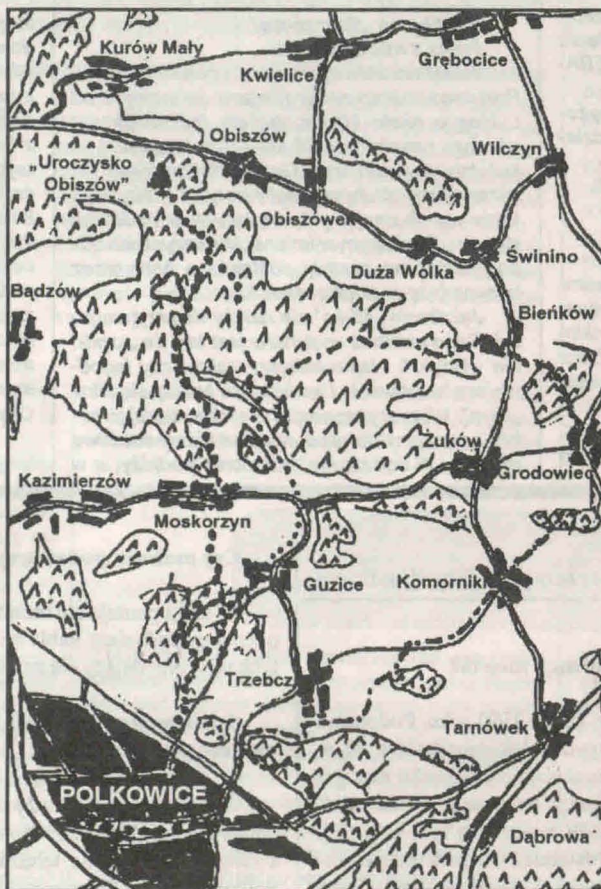 Kurów Mały
Kwielice
Grębocice
Obiszów
Wilczyn
„Uroczysko
Obiszów”
Obiszówek
Duża Wólka
Świnino
Bądzów
Bieńków
Żuków
Grodowiec
Kazimierzów
Moskorzyn
Guzice
Komorniki
Trzebcz
Tarnówek
POLKOWICE
Dąbrowa